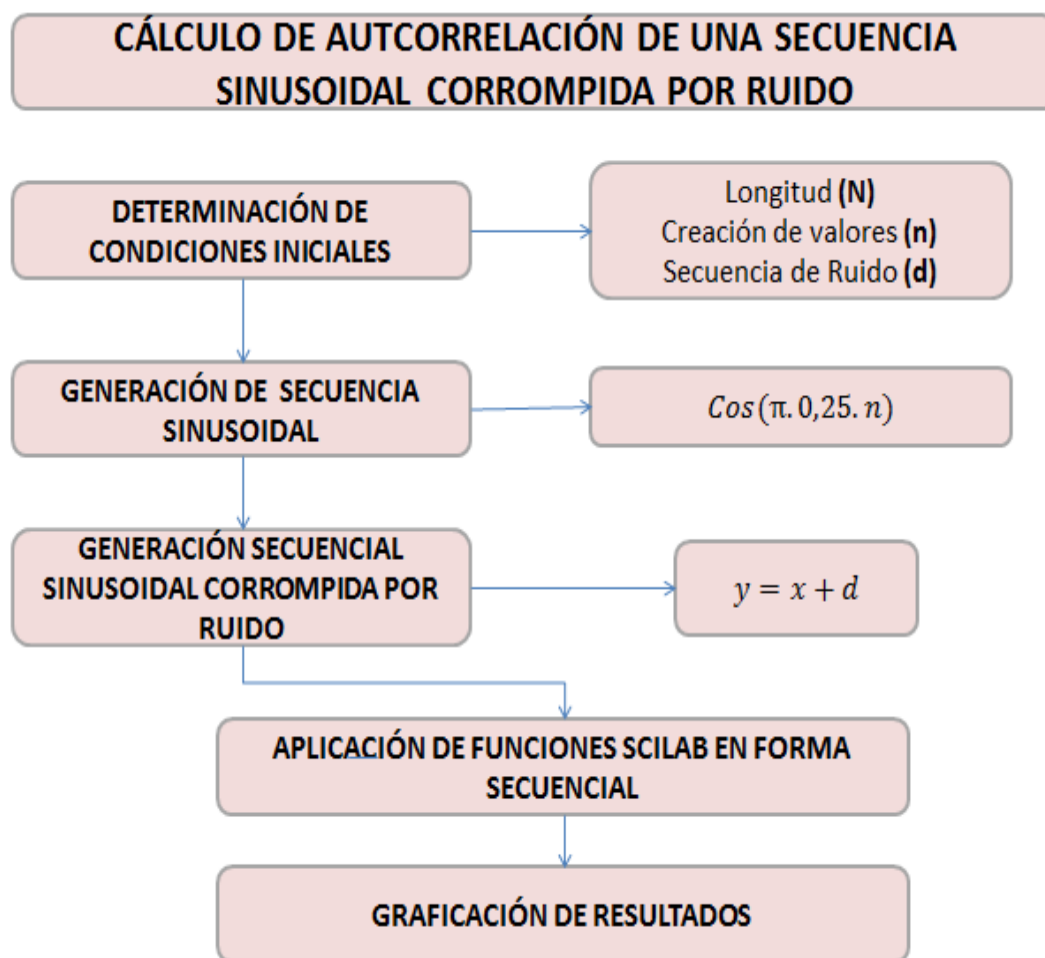 CÁLCULO DE AUTCORRELACIÓN DE UNA SECUENCIA
SINUSOIDAL CORROMPIDA POR RUIDO
DETERMINACIÓN DE
CONDICIONES INICIALES
Longitud (N)
Creación de valores (n)
Secuencia de Ruido (d)
GENERACIÓN DE SECUENCIA
SINUSOIDAL
Cos(π. 0,25. n)
GENERACIÓN SECUENCIAL
SINUSOIDAL CORROMPIDA POR
RUIDO
y = x + d
APLICACIÓN DE FUNCIONES SCILAB EN FORMA
SECUENCIAL
GRAFICACIÓN DE RESULTADOS